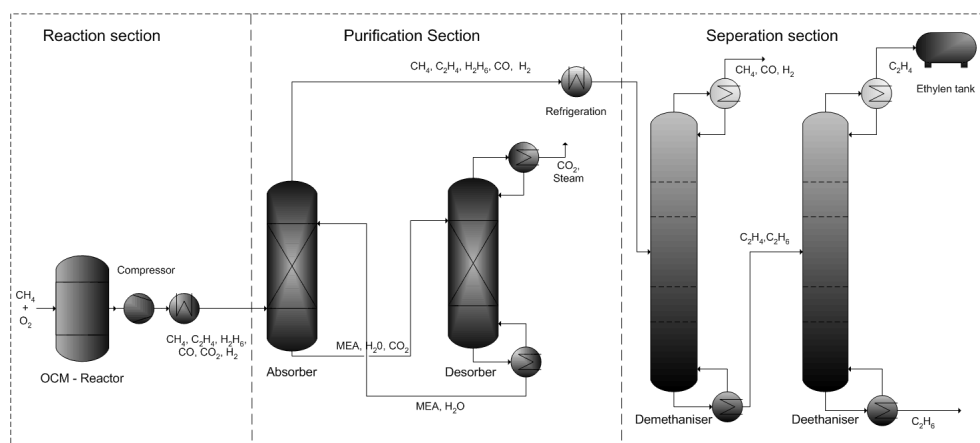 Reaction section
Purification Section
Seperation section
CH₄, C₂H₄, H₂H₆, CO, H₂
CH₄, CO, H₂
C₂H₄
Ethylen tank
Refrigeration
CO₂,
Steam
C₂H₄,C₂H₆
Compressor
CH₄
+
O₂
CH₄, C₂H₄, H₂H₆,
CO, CO₂, H₂
MEA, H₂0, CO₂
OCM - Reactor
Absorber
Desorber
MEA, H₂O
Demethaniser
Deethaniser
C₂H₆